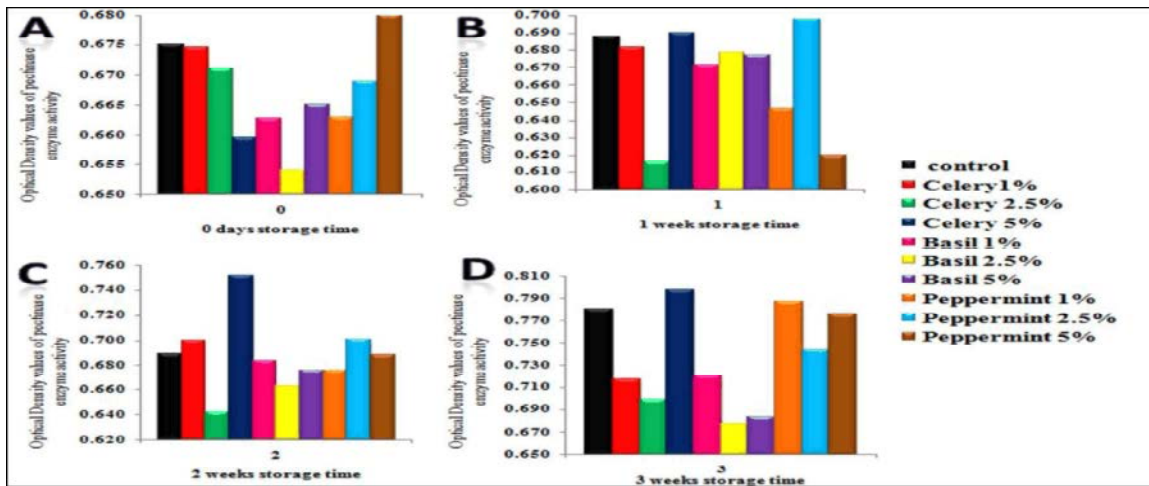 A
Optical Density values of pectinase
enzyme activity
0.680
0.675
0.670
0.665
0.660
0.655
0.650
0
0 days storage time
B
Optical Density values of pectinase
enzyme activity
0.700
0.690
0.680
0.670
0.660
0.650
0.640
0.630
0.620
0.610
0.600
1
1 week storage time
C
Optical Density values of pectinase
enzyme activity
0.760
0.740
0.720
0.700
0.680
0.660
0.640
0.620
2
2 weeks storage time
D
Optical Density values of pectinase
enzyme activity
0.810
0.790
0.770
0.750
0.730
0.710
0.690
0.670
0.650
3
3 weeks storage time
control
Celery 1%
Celery 2.5%
Celery 5%
Basil 1%
Basil 2.5%
Basil 5%
Peppermint 1%
Peppermint 2.5%
Peppermint 5%